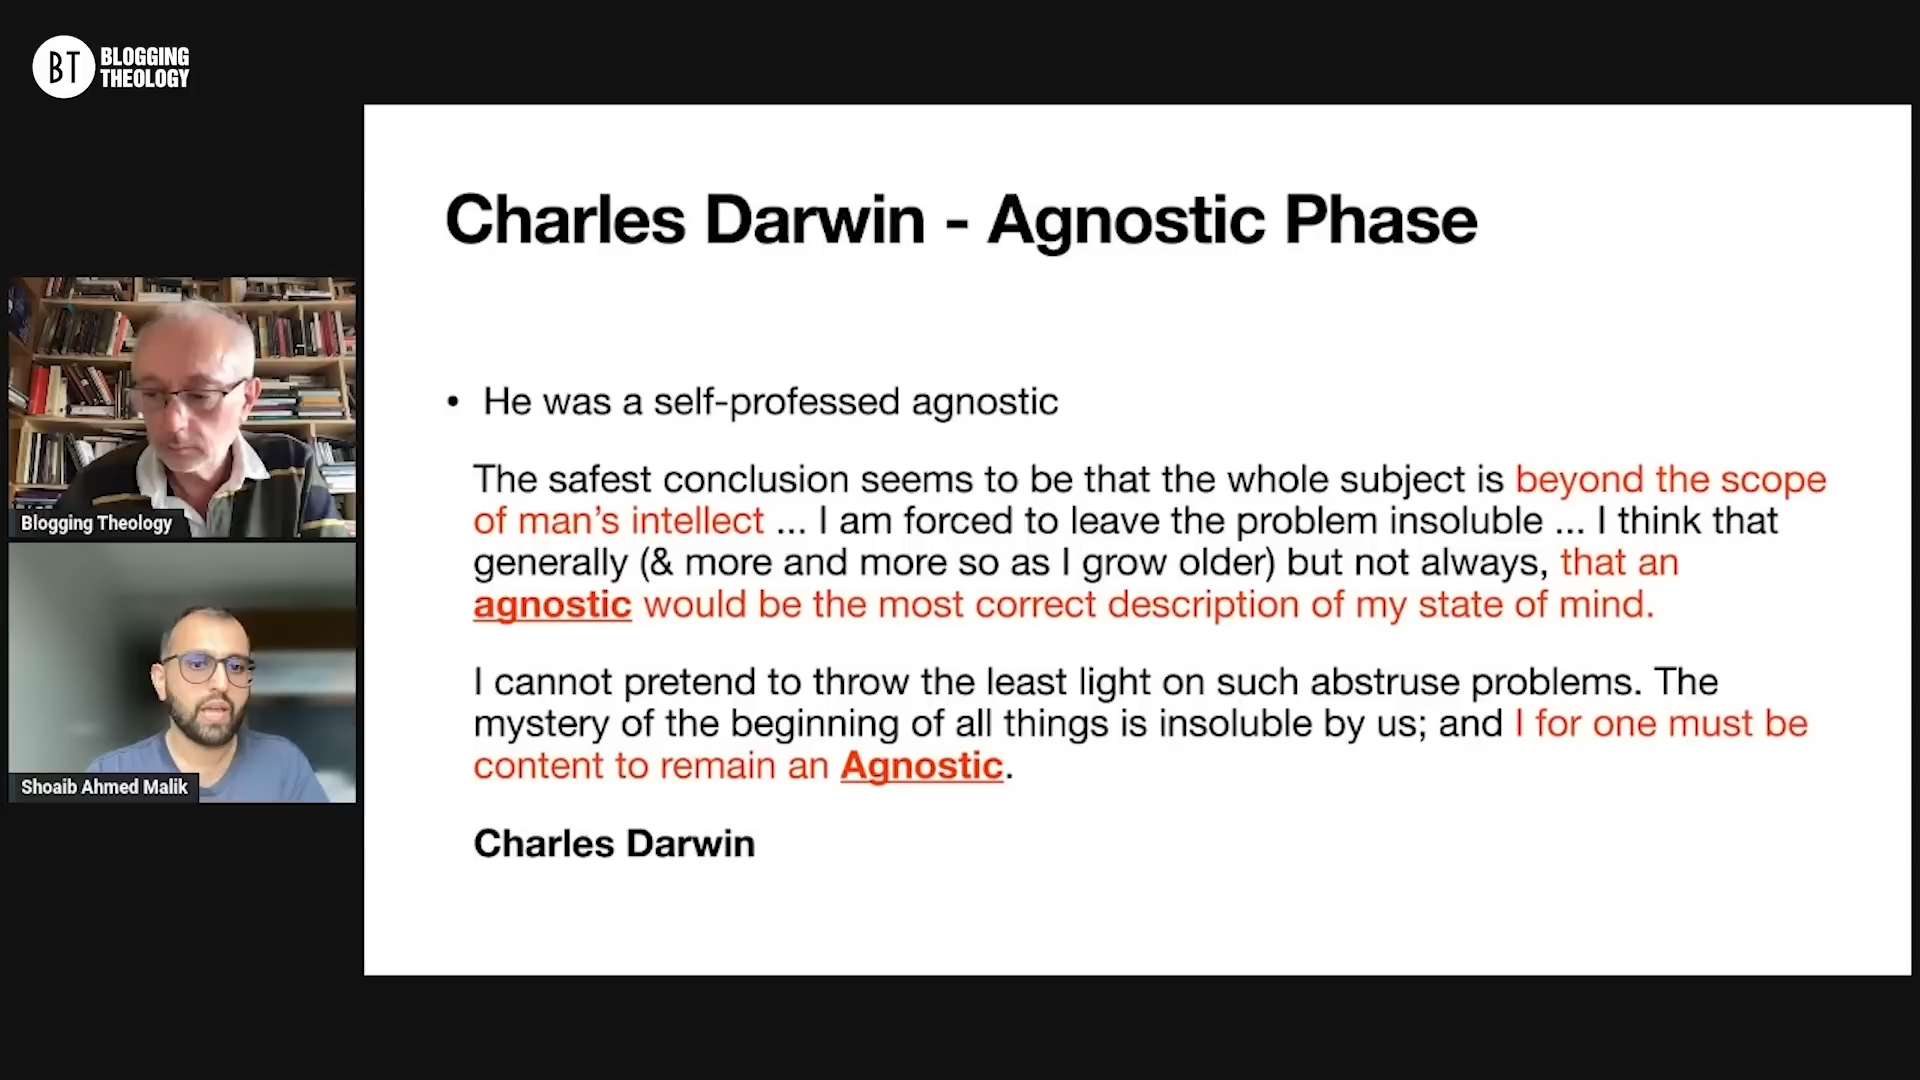 BT BLOGGING
THEOLOGY
Charles Darwin - Agnostic Phase
• He was a self-professed agnostic
The safest conclusion seems to be that the whole subject is beyond the scope
of man’s intellect ... I am forced to leave the problem insoluble ... I think that
generally (& more and more so as I grow older) but not always, that an
agnostic would be the most correct description of my state of mind.
I cannot pretend to throw the least light on such abstruse problems. The
mystery of the beginning of all things is insoluble by us; and I for one must be
content to remain an Agnostic.
Charles Darwin
Blogging Theology
Shoaib Ahmed Malik